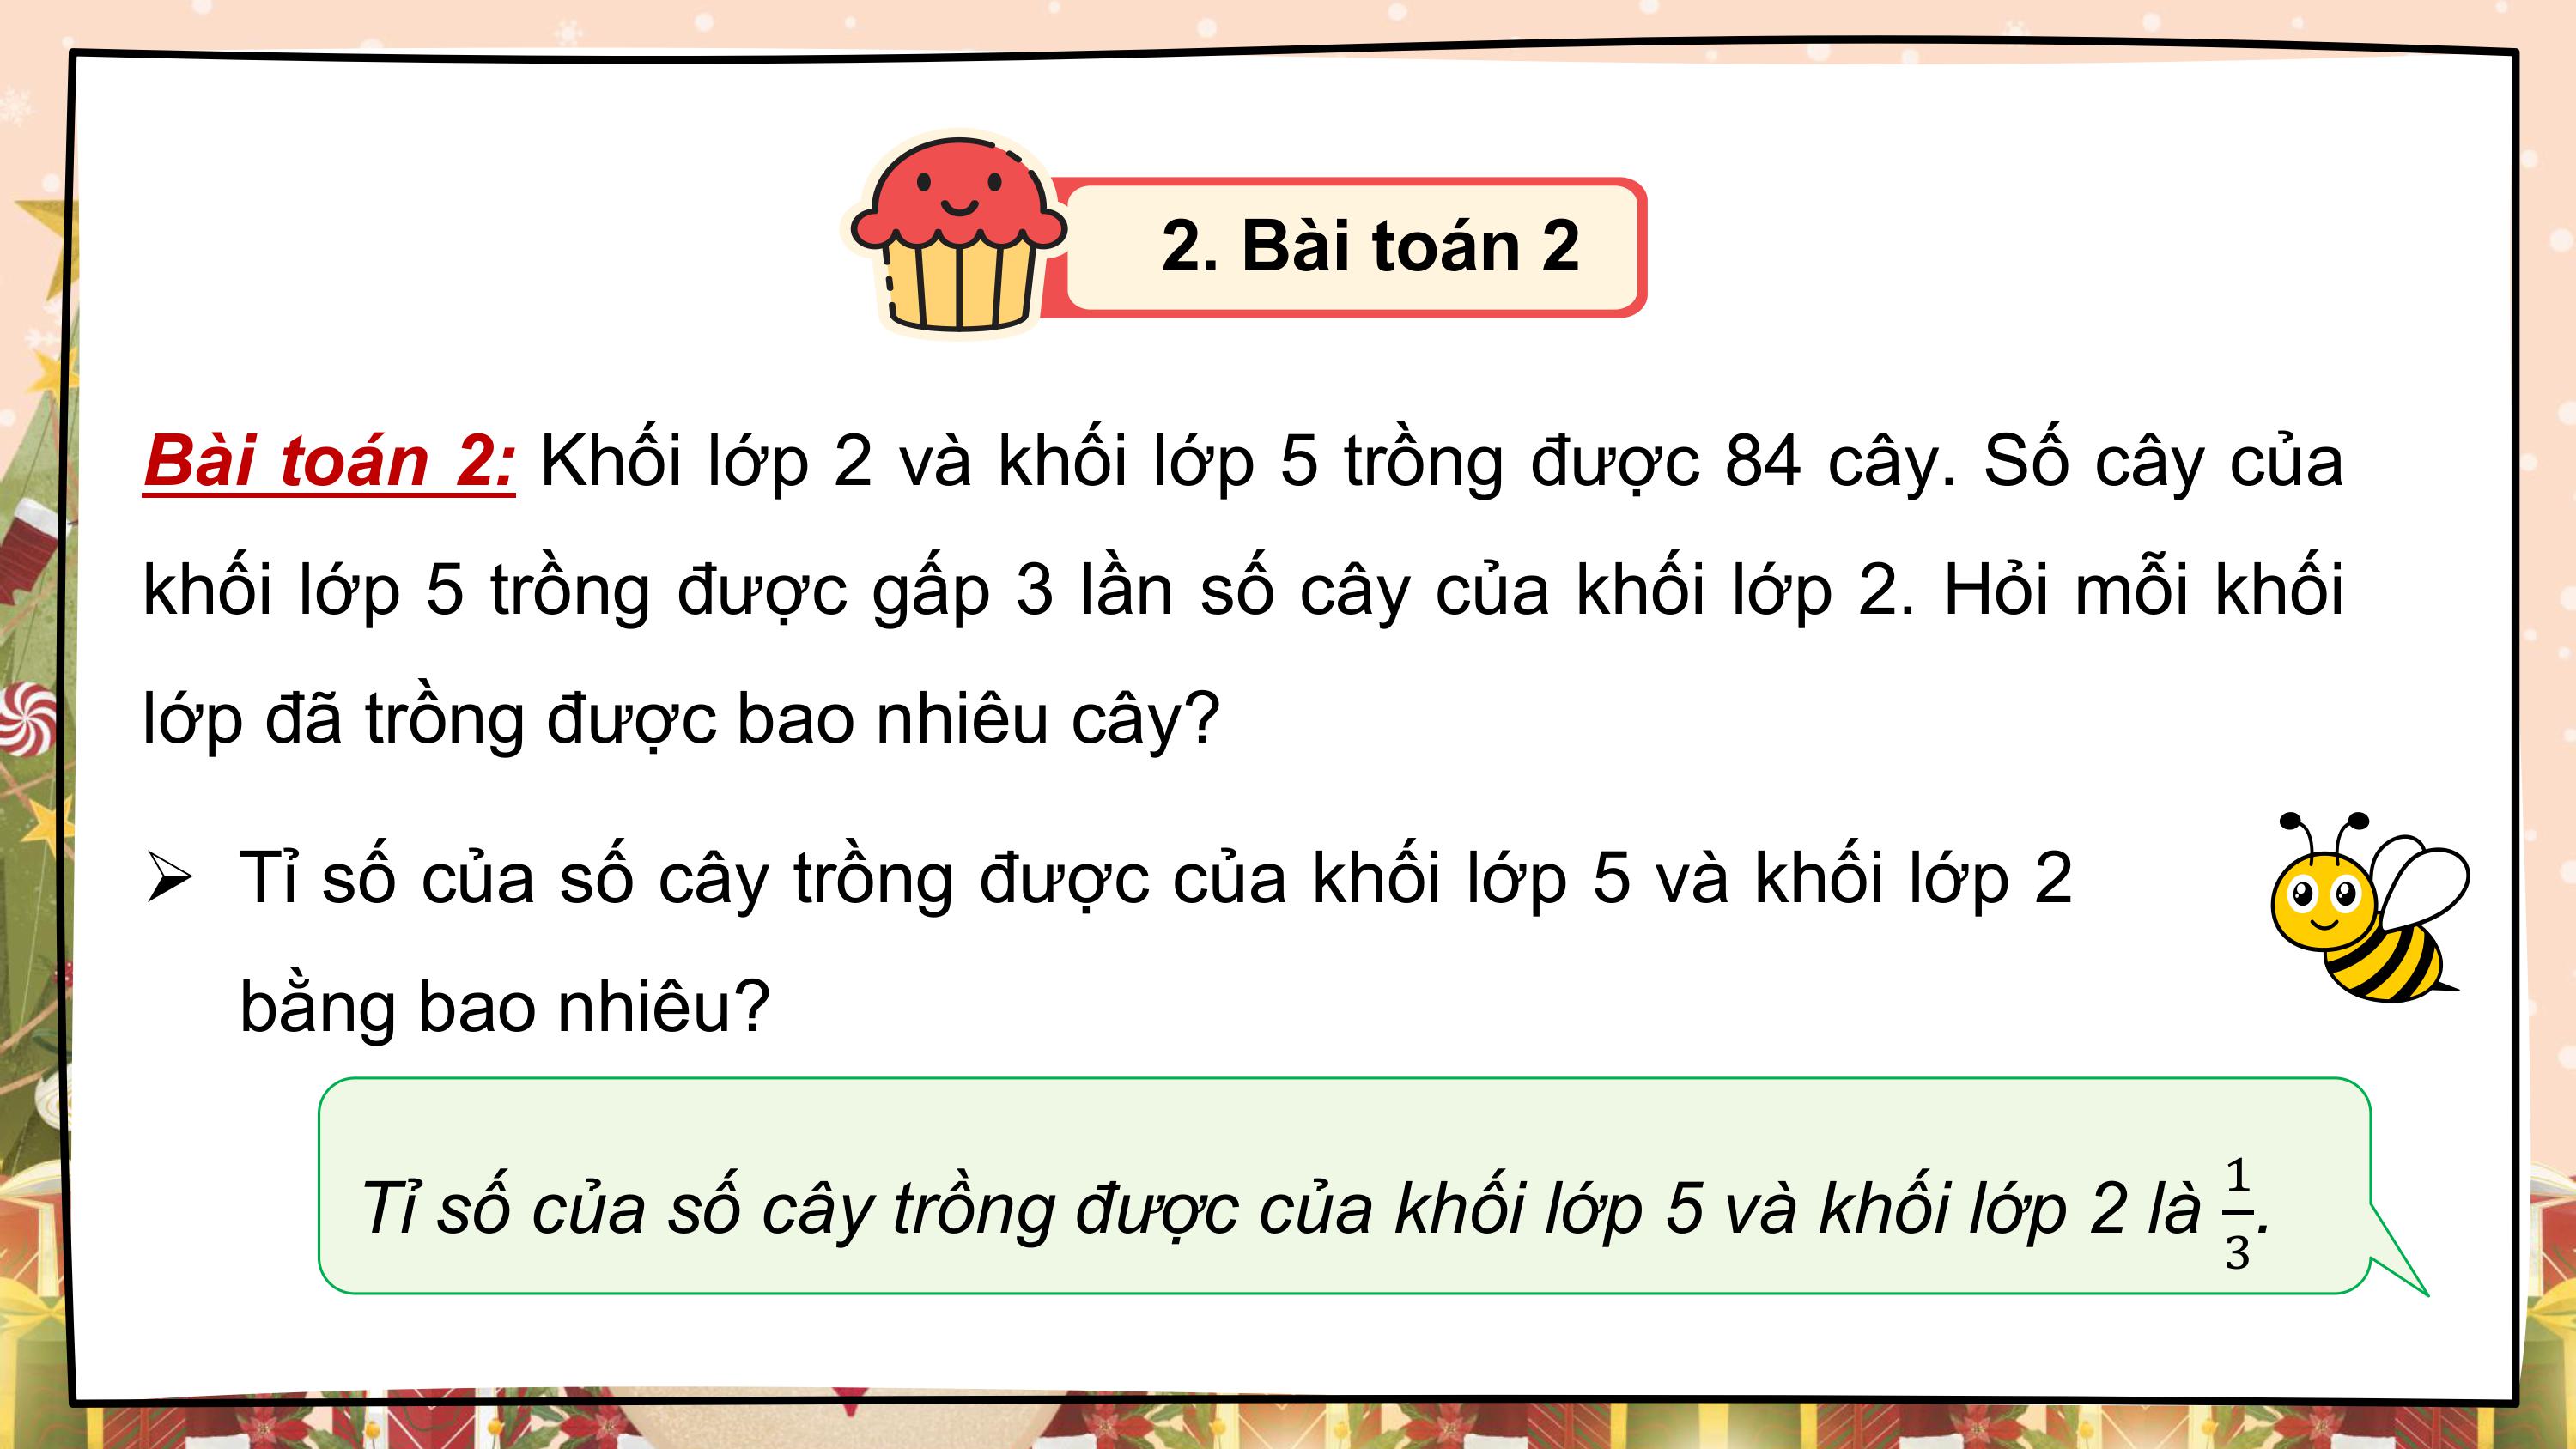 2. Bài toán 2
Bài toán 2: Khối lớp 2 và khối lớp 5 trồng được 84 cây. Số cây của
khối lớp 5 trồng được gấp 3 lần số cây của khối lớp 2. Hỏi mỗi khối
lớp đã trồng được bao nhiêu cây?
➢ Tỉ số của số cây trồng được của khối lớp 5 và khối lớp 2
bằng bao nhiêu?
Tỉ số của số cây trồng được của khối lớp 5 và khối lớp 2 là 1/3.